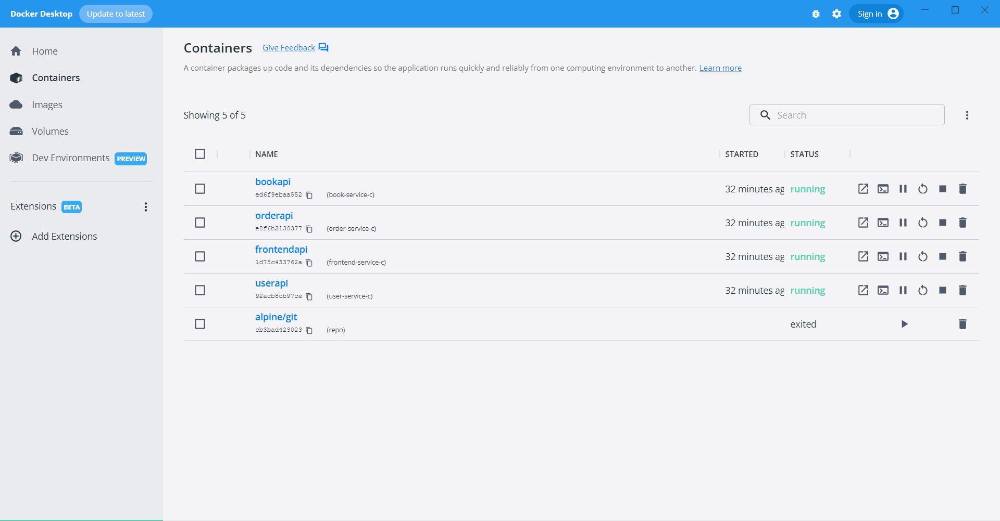 Docker Desktop Update to latest Sign in
Home
Containers
Images
Volumes
Dev Environments PREVIEW
Extensions BETA
Add Extensions
Containers Give Feedback
A container packages up code and its dependencies so the application runs quickly and reliably from one computing environment to another. Learn more
Showing 5 of 5 Search
NAME STARTED STATUS
bookapi
ed6f9ebaa552 (book-service-c) 32 minutes ag running
orderapi
e8f6b2130377 (order-service-c) 32 minutes ag running
frontendapi
1d78c433762a (frontend-service-c) 32 minutes ag running
userapi
92acb8cb97ce (user-service-c) 32 minutes ag running
alpine/git
cb3bad423023 (repo) exited